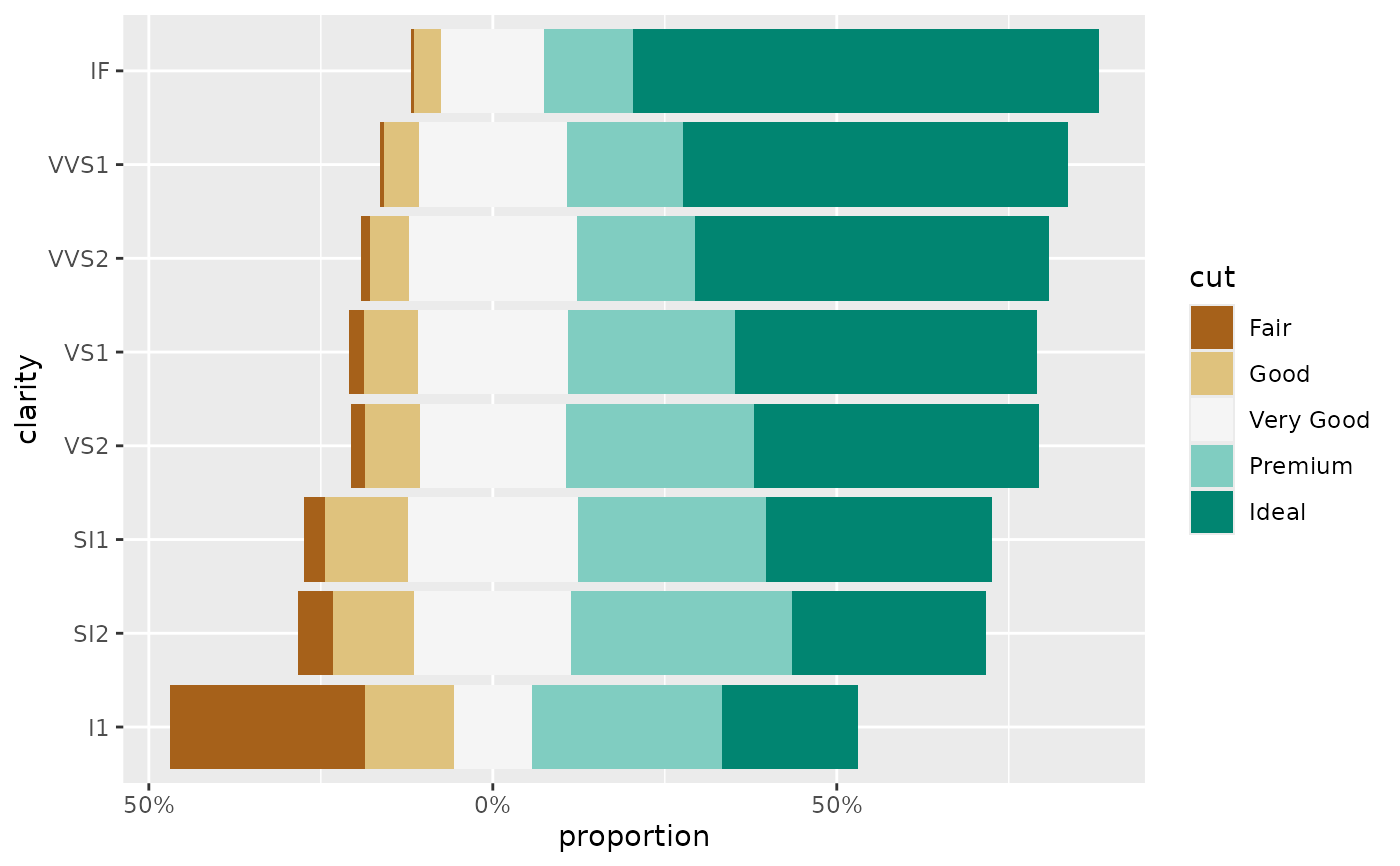 IF
VVS1
VVS2
VS1
VS2
SI1
SI2
I1
clarity
50%
0%
50%
proportion
cut
Fair
Good
Very Good
Premium
Ideal